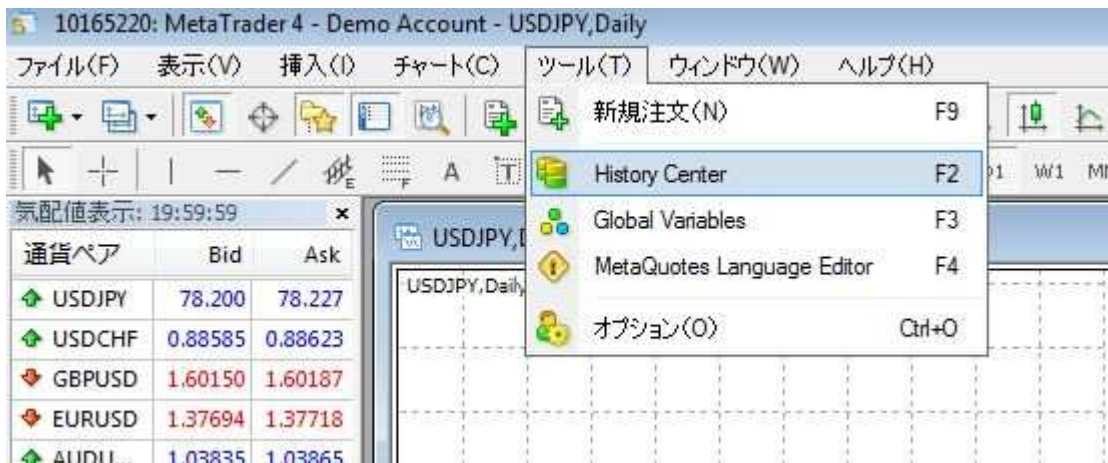 10165220: MetaTrader 4 - Demo Account - USDJPY,Daily
ファイル(F) 表示(V) 挿入(I) チャート(C) ツール(T) ウィンドウ(W) ヘルプ(H)
新規注文(N) F9
A T W1
E F
History Center F2
Global Variables F3
MetaQuotes Language Editor F4
オプション(O) Ctrl+O
気配値表示: 19:59:59
通貨ペア Bid Ask
USDJPY 78.200 78.227
USDCHF 0.88585 0.88623
GBPUSD 1.60150 1.60187
EURUSD 1.37694 1.37718
AUDU... 1.03835 1.03865
USDJPY,
USDJPY,Daily